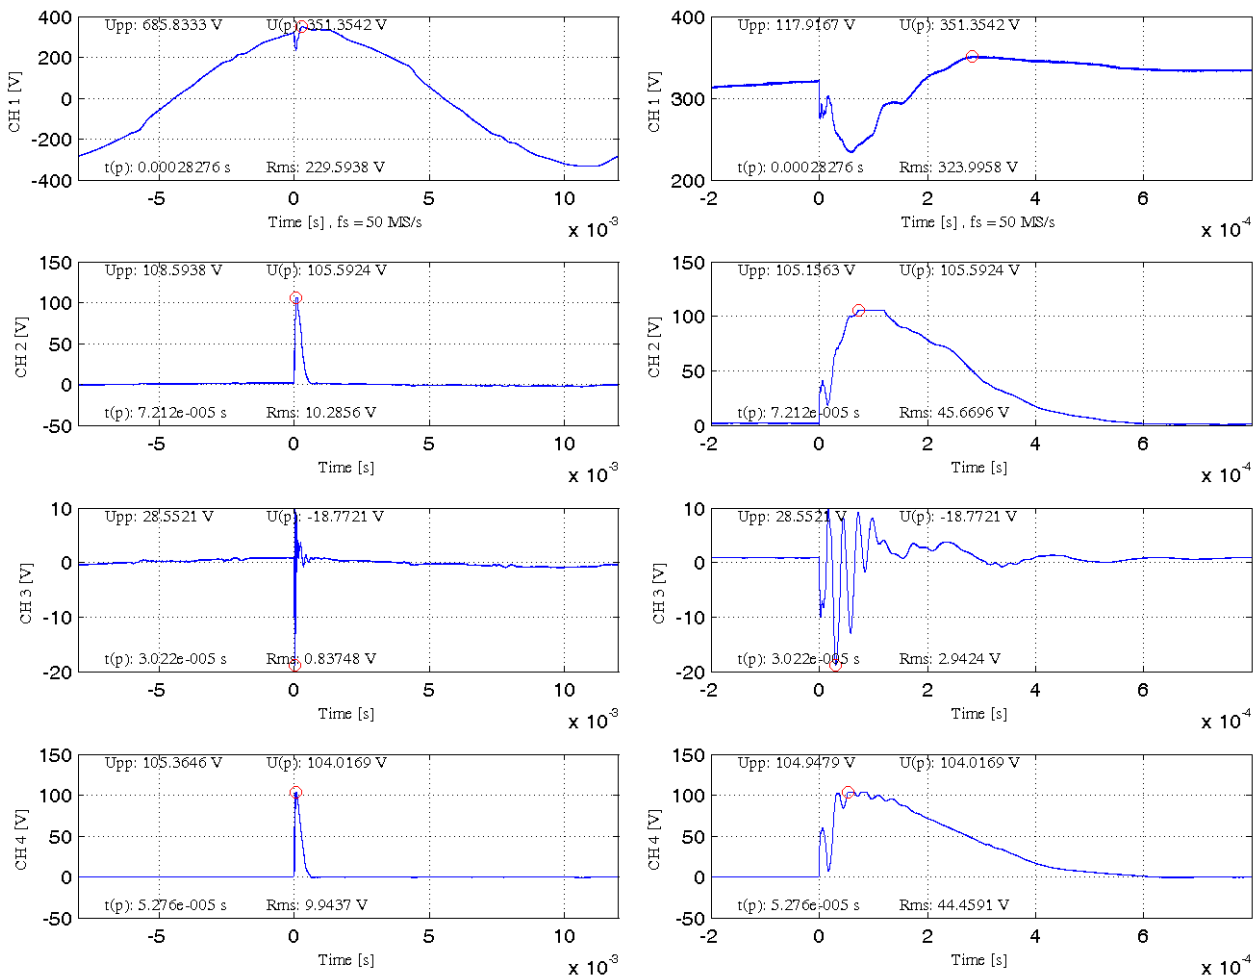 400
200
0
-200
-400
CH 1 [V]
Upp: 685.8333 V U(p): 351.3542 V
t(p): 0.00028276 s Rms: 229.5938 V
-5 0 5 10
Time [s] , fs = 50 MS/s
x 10-3
400
300
200
CH 1 [V]
Upp: 117.9167 V U(p): 351.3542 V
t(p): 0.00028276 s Rms: 323.9958 V
-2 0 2 4 6 8
Time [s] , fs = 50 MS/s
x 10-4
150
100
50
0
-50
CH 2 [V]
Upp: 108.5938 V U(p): 105.5924 V
t(p): 7.212e-005 s Rms: 10.2856 V
-5 0 5 10
Time [s]
x 10-3
150
100
50
0
CH 2 [V]
Upp: 105.1563 V U(p): 105.5924 V
t(p): 7.212e-005 s Rms: 45.6696 V
-2 0 2 4 6 8
Time [s]
x 10-4
10
0
-10
-20
CH 3 [V]
Upp: 28.5521 V U(p): -18.7721 V
t(p): 3.022e-005 s Rms: 0.83748 V
-5 0 5 10
Time [s]
x 10-3
10
0
-10
-20
CH 3 [V]
Upp: 28.5521 V U(p): -18.7721 V
t(p): 3.022e-005 s Rms: 2.9424 V
-2 0 2 4 6 8
Time [s]
x 10-4
150
100
50
0
-50
CH 4 [V]
Upp: 105.3646 V U(p): 104.0169 V
t(p): 5.276e-005 s Rms: 9.9437 V
-5 0 5 10
Time [s]
x 10-3
150
100
50
0
-50
CH 4 [V]
Upp: 104.9479 V U(p): 104.0169 V
t(p): 5.276e-005 s Rms: 44.4591 V
-2 0 2 4 6 8
Time [s]
x 10-4